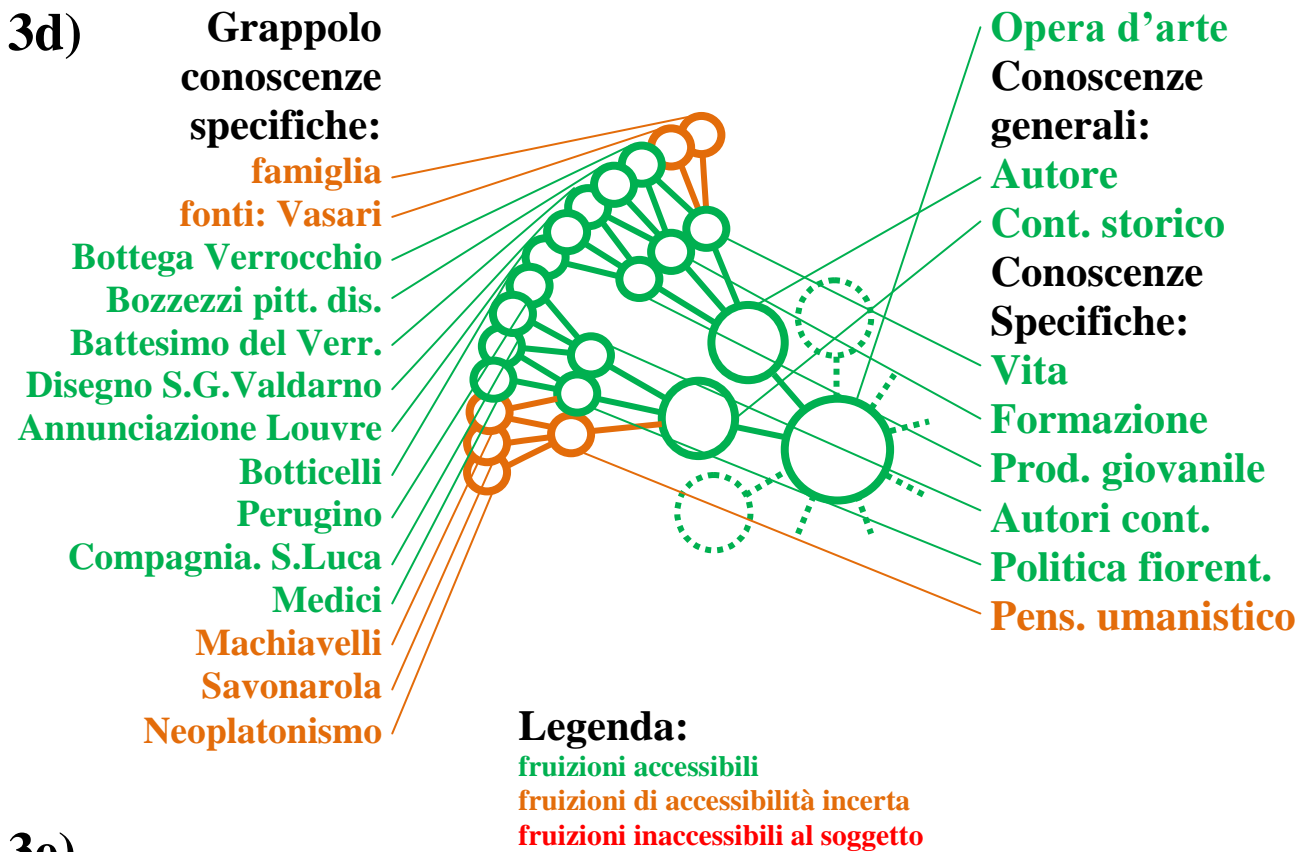 3d)
Grappolo
conoscenze
specifiche:
famiglia
fonti: Vasari
Bottega Verrocchio
Bozzezzi pitt. dis.
Battesimo del Verr.
Disegno S.G.Valdarno
Annunciazione Louvre
Botticelli
Perugino
Compagnia. S.Luca
Medici
Machiavelli
Savonarola
Neoplatonismo
Opera d’arte
Conoscenze
generali:
Autore
Cont. storico
Conoscenze
Specifiche:
Vita
Formazione
Prod. giovanile
Autori cont.
Politica fiorent.
Pens. umanistico
Legenda:
fruizioni accessibili
fruizioni di accessibilità incerta
fruizioni inaccessibili al soggetto